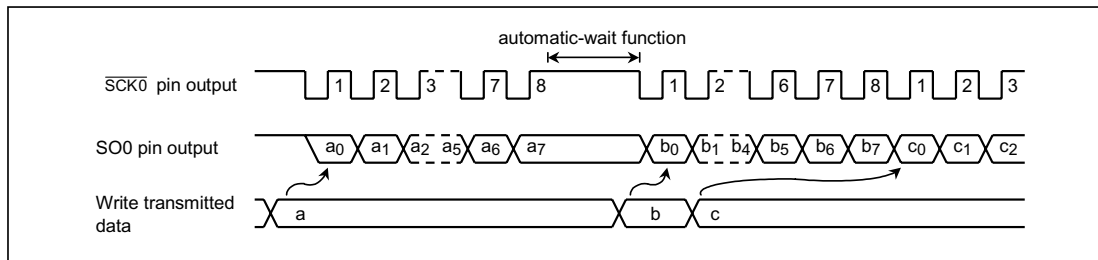 automatic-wait function
SCK0 pin output 1 2 3 7 8 1 2 6 7 8 1 2 3
SO0 pin output a0 a1 a2 a5 a6 a7 b0 b1 b4 b5 b6 b7 c0 c1 c2
Write transmitted
data
a b c